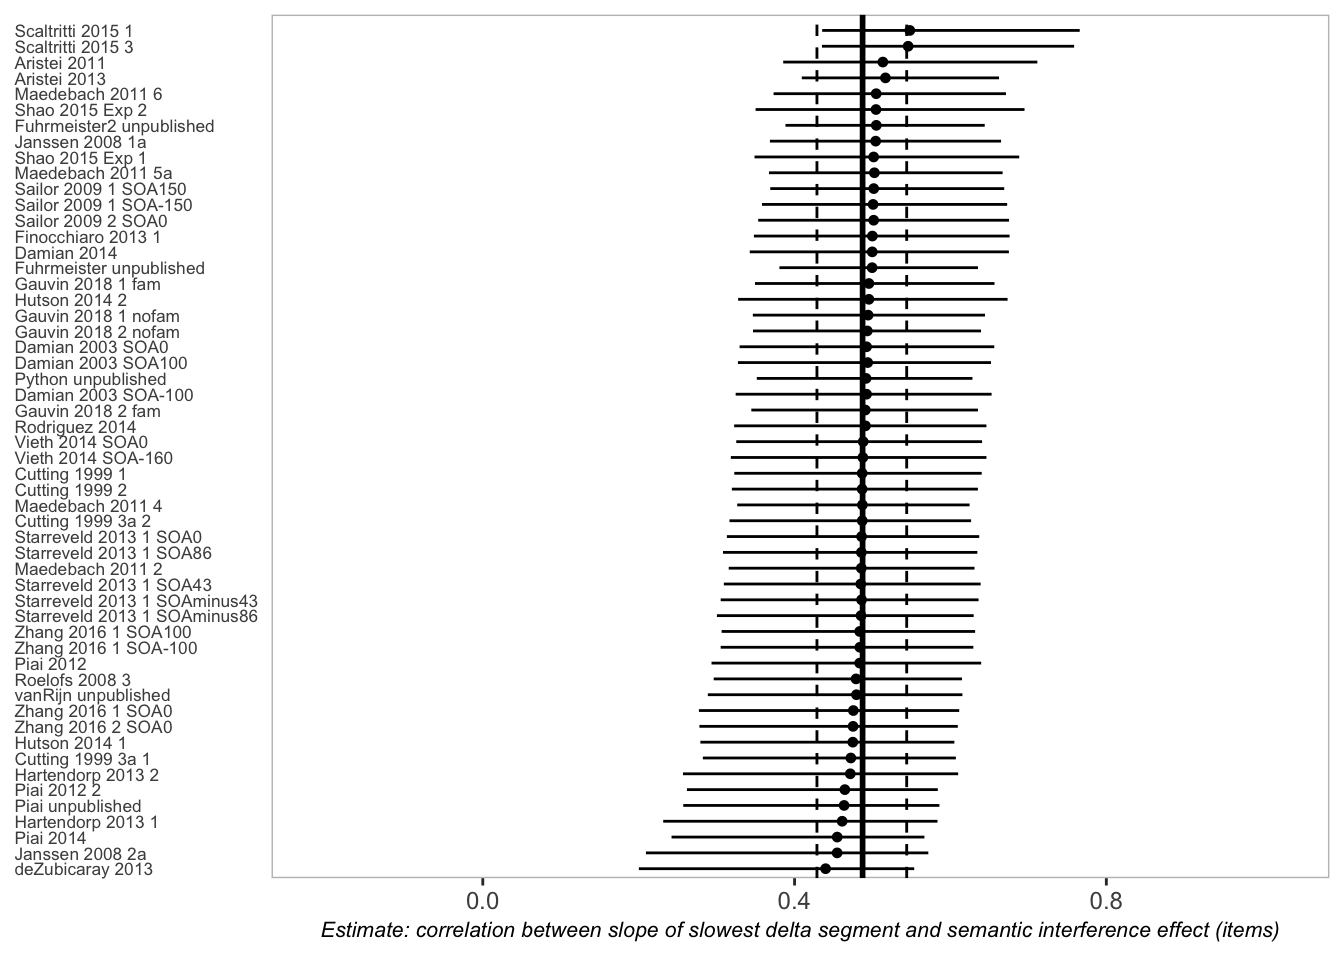 Scaltritti 2015 1
Scaltritti 2015 3
Aristei 2011
Aristei 2013
Maedebach 2011 6
Shao 2015 Exp 2
Fuhrmeister2 unpublished
Janssen 2008 1a
Shao 2015 Exp 1
Maedebach 2011 5a
Sailor 2009 1 SOA150
Sailor 2009 1 SOA-150
Sailor 2009 2 SOA0
Finocchiaro 2013 1
Damian 2014
Fuhrmeister unpublished
Gauvin 2018 1 fam
Hutson 2014 2
Gauvin 2018 1 nofam
Gauvin 2018 2 nofam
Damian 2003 SOA0
Damian 2003 SOA100
Python unpublished
Damian 2003 SOA-100
Gauvin 2018 2 fam
Rodriguez 2014
Vieth 2014 SOA0
Vieth 2014 SOA-160
Cutting 1999 1
Cutting 1999 2
Maedebach 2011 4
Cutting 1999 3a 2
Starreveld 2013 1 SOA0
Starreveld 2013 1 SOA86
Maedebach 2011 2
Starreveld 2013 1 SOA43
Starreveld 2013 1 SOAminus43
Starreveld 2013 1 SOAminus86
Zhang 2016 1 SOA100
Zhang 2016 1 SOA-100
Piai 2012
Roelofs 2008 3
vanRijn unpublished
Zhang 2016 1 SOA0
Zhang 2016 2 SOA0
Hutson 2014 1
Cutting 1999 3a 1
Hartendorp 2013 2
Piai 2012 2
Piai unpublished
Hartendorp 2013 1
Piai 2014
Janssen 2008 2a
deZubicaray 2013
0.0 0.4 0.8
Estimate: correlation between slope of slowest delta segment and semantic interference effect (items)